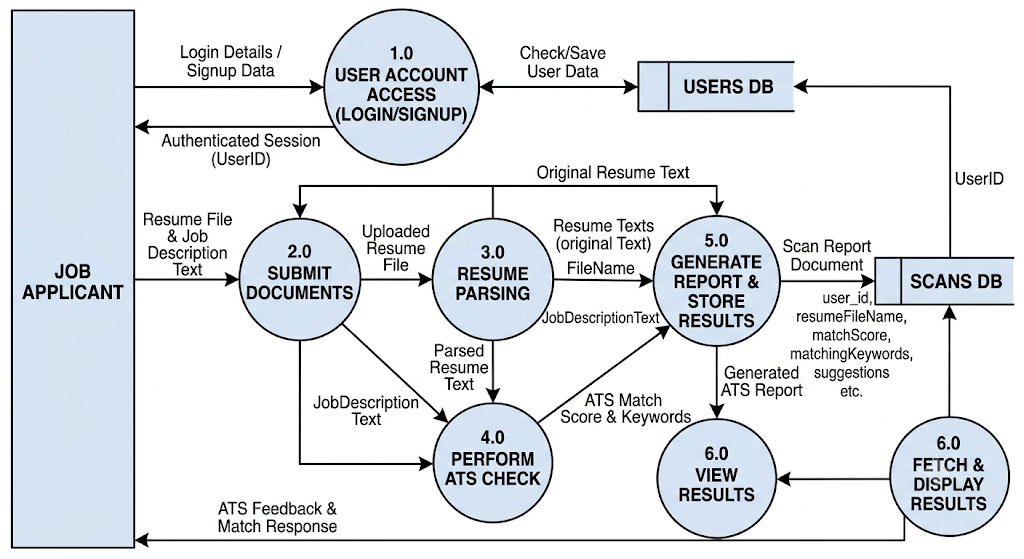 JOB
APPLICANT
Login Details /
Signup Data
1.0
USER ACCOUNT
ACCESS
(LOGIN/SIGNUP)
Check/Save
User Data
USERS DB
Authenticated Session
(UserID)
Original Resume Text
UserID
Resume File
& Job
Description
Text
2.0
SUBMIT
DOCUMENTS
Uploaded
Resume
File
3.0
RESUME
PARSING
Resume Texts
(original Text)
FileName
JobDescriptionText
5.0
GENERATE
REPORT &
STORE
RESULTS
Scan Report
Document
user_id,
resumeFileName,
matchScore,
matchingKeywords,
suggestions
etc.
SCANS DB
Parsed
Resume
Text
JobDescription
Text
4.0
PERFORM
ATS CHECK
ATS Match
Score & Keywords
Generated
ATS Report
6.0
VIEW
RESULTS
6.0
FETCH &
DISPLAY
RESULTS
ATS Feedback &
Match Response